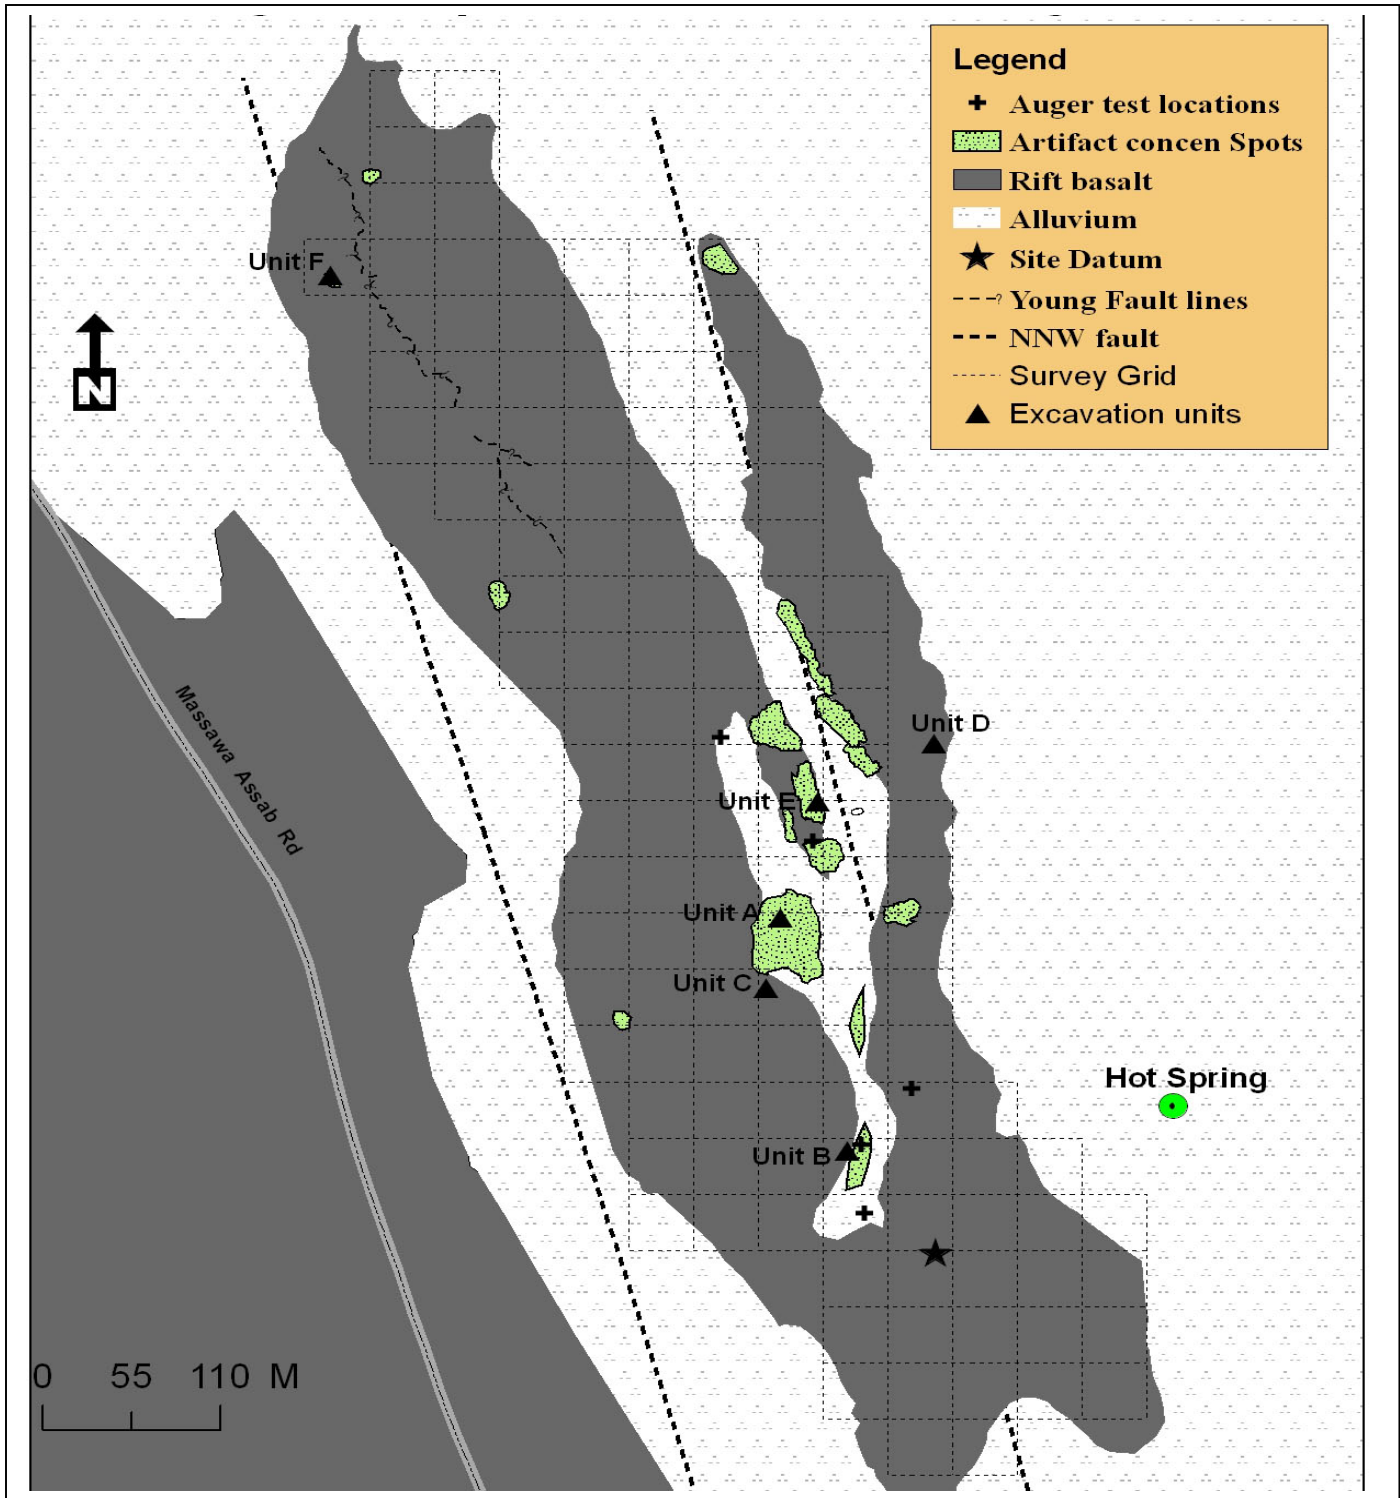 Legend
Auger test locations
Artifact concen Spots
Rift basalt
Alluvium
Site Datum
? Young Fault lines
NNW fault
Survey Grid
Excavation units
Unit F
N
Massawa Assab Rd
Unit D
Unit E
Unit A
Unit C
Hot Spring
Unit B
0 55 110 M